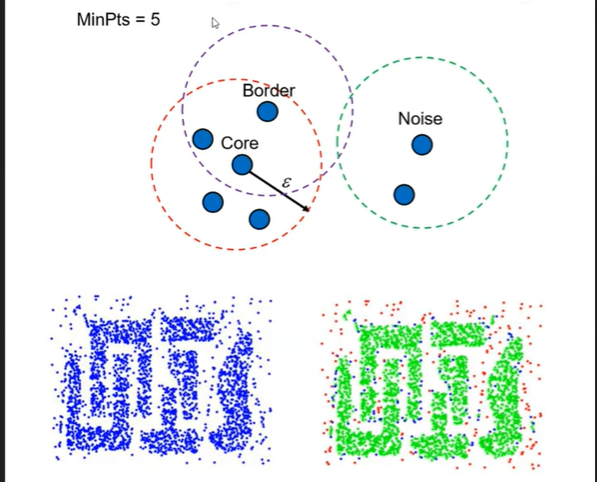 MinPts = 5
Border
Noise
Core
ε